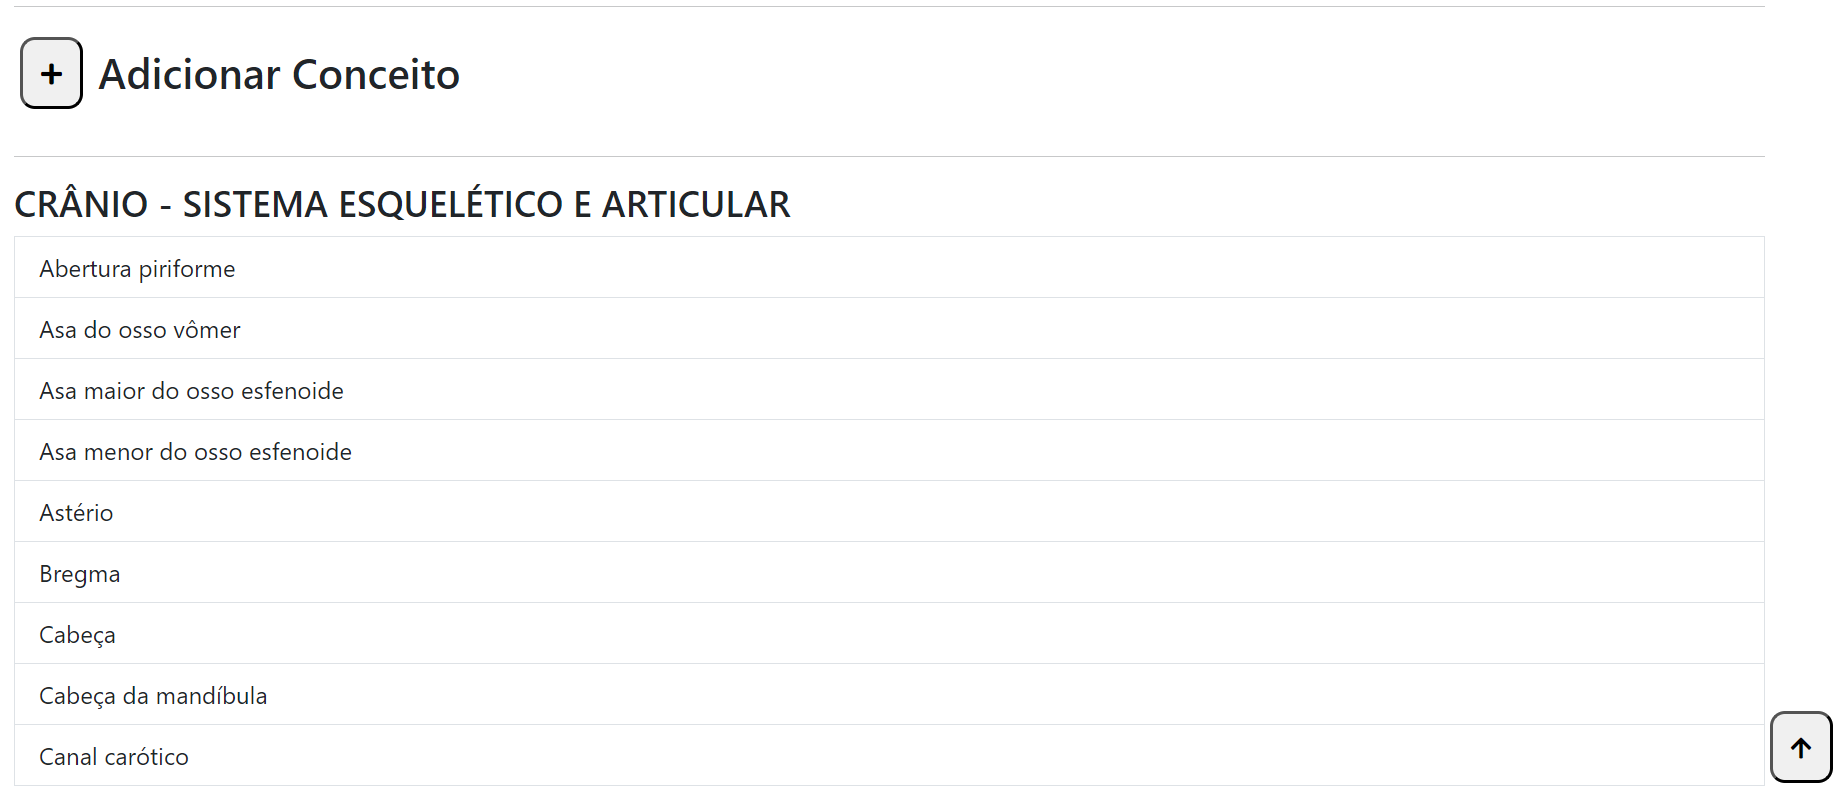 Adicionar Conceito
CRÂNIO - SISTEMA ESQUELÉTICO E ARTICULAR
Abertura piriforme
Asa do osso vômer
Asa maior do osso esfenoide
Asa menor do osso esfenoide
Astério
Bregma
Cabeça
Cabeça da mandíbula
Canal carótico